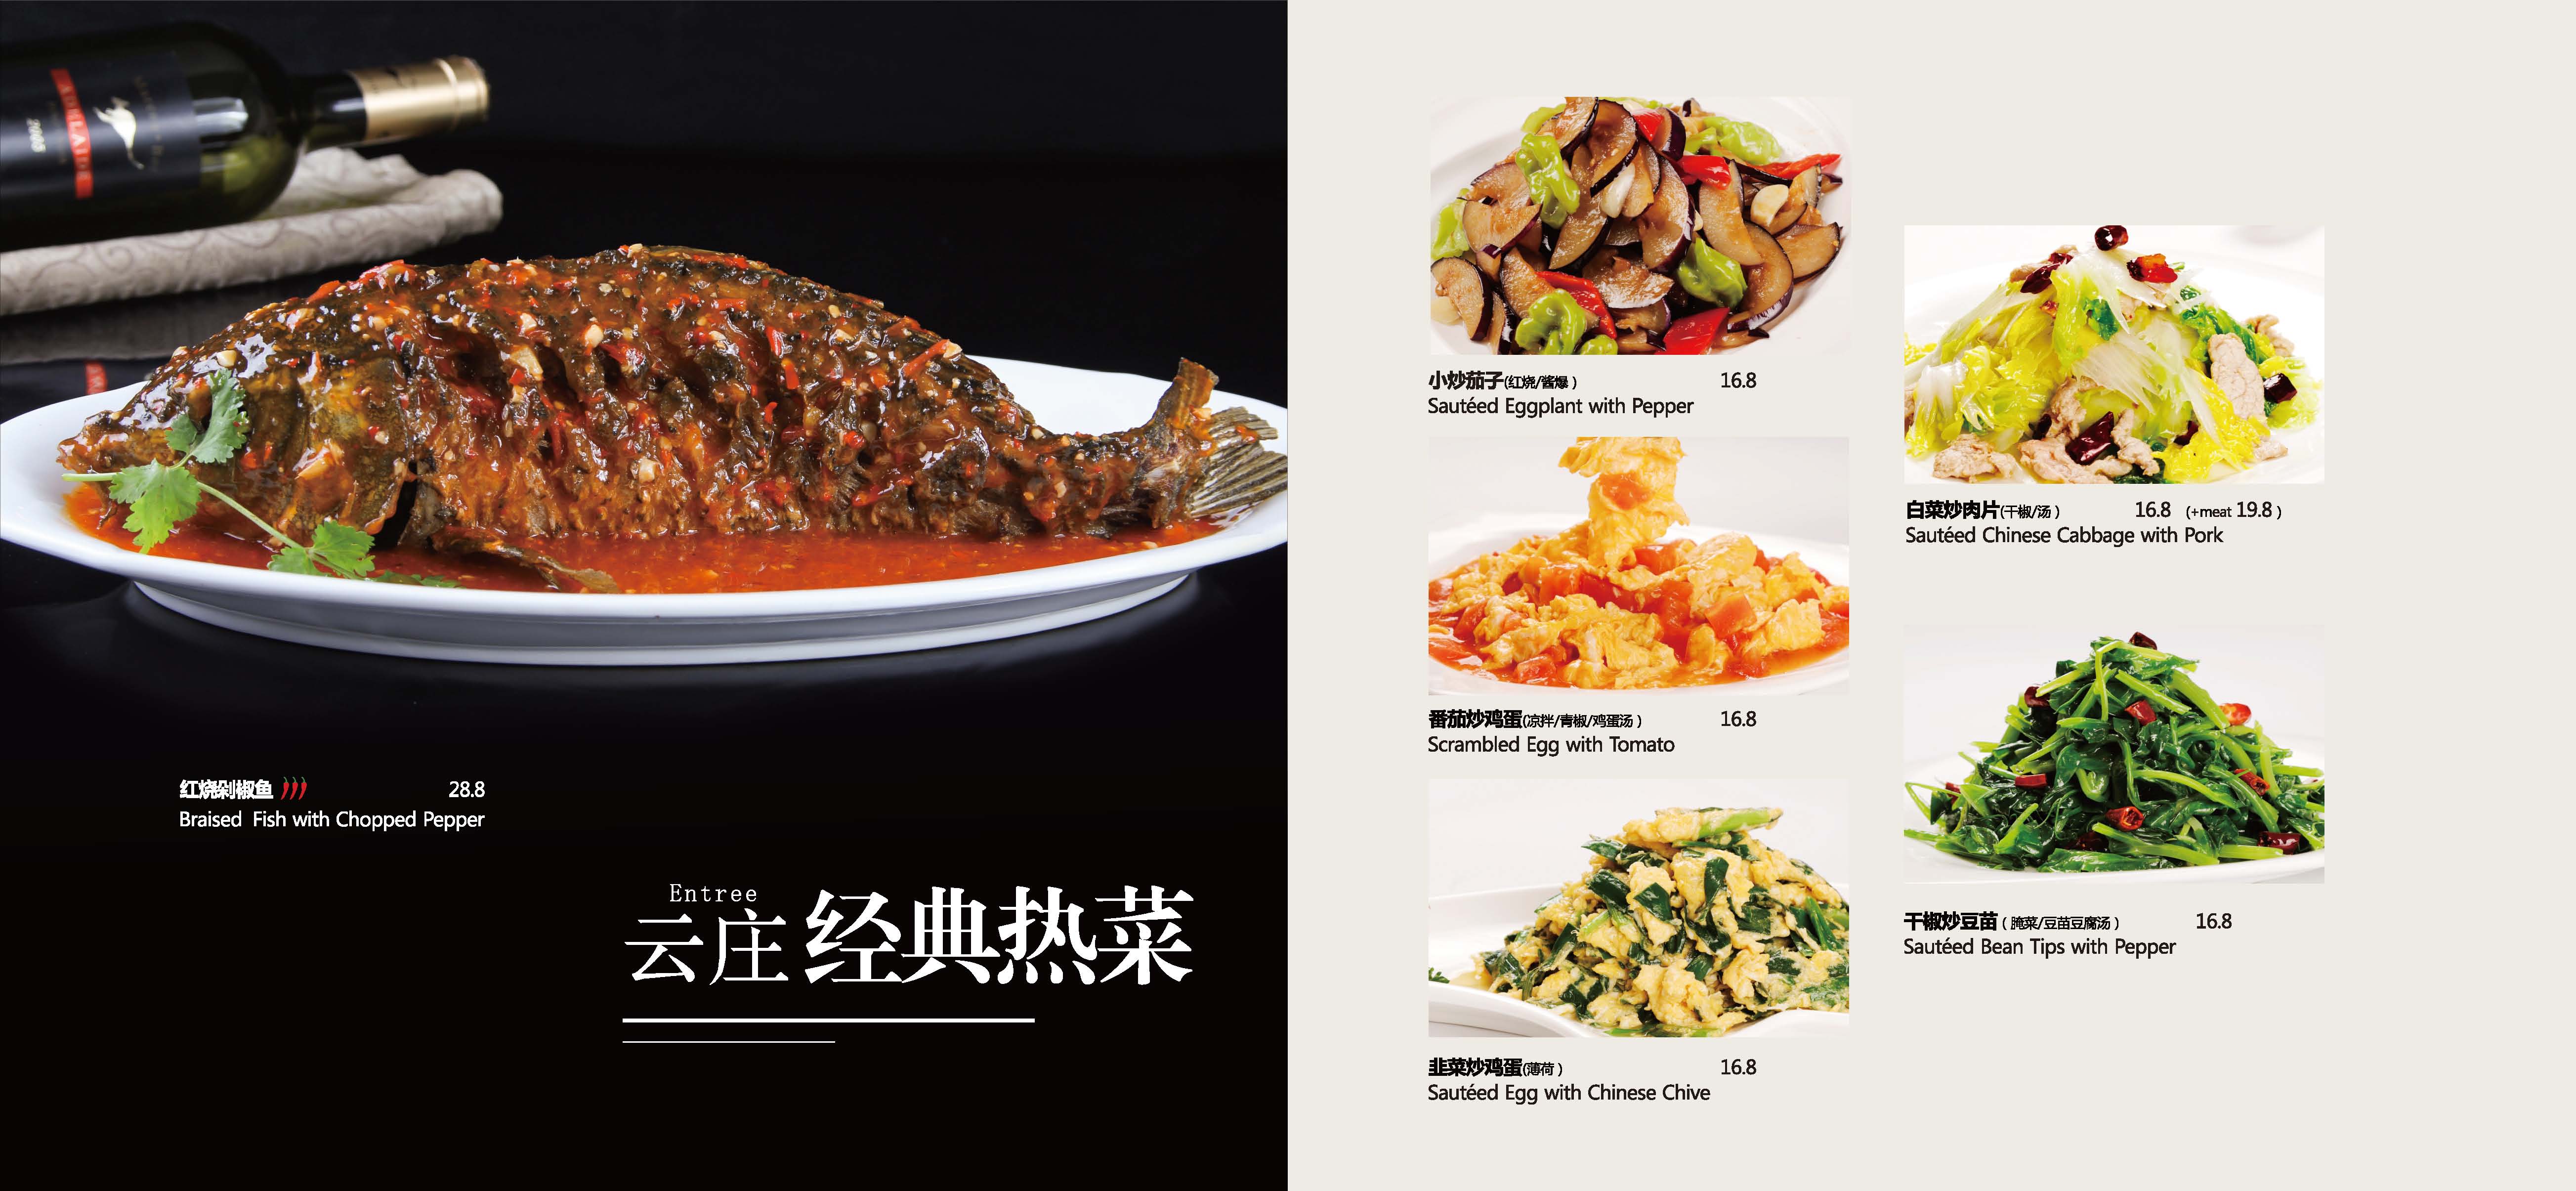 ADELAIDE
2005
红烧剁椒鱼 28.8
Braised Fish with Chopped Pepper
Entree
云庄 经典热菜
小炒茄子(红烧/酱爆) 16.8
Sautéed Eggplant with Pepper
番茄炒鸡蛋(凉拌/青椒/鸡蛋汤) 16.8
Scrambled Egg with Tomato
韭菜炒鸡蛋(薄荷) 16.8
Sautéed Egg with Chinese Chive
白菜炒肉片(干椒/汤) 16.8 (+meat 19.8)
Sautéed Chinese Cabbage with Pork
干椒炒豆苗(腌菜/豆苗豆腐汤) 16.8
Sautéed Bean Tips with Pepper